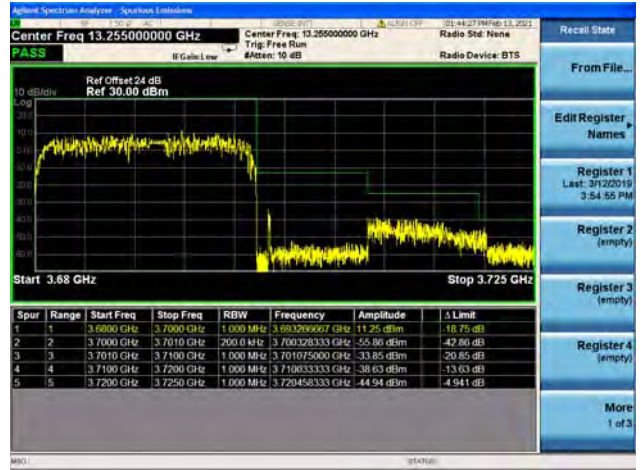 Agilent Spectrum Analyzer - Spurious Emissions
RF 50 Ω AC SENSE:INT ALIGN OFF 01:44:27 PM Feb 13, 2021
Center Freq 13.255000000 GHz
Center Freq: 13.255000000 GHz
Radio Std: None
Trig: Free Run
PASS
IFGain:Low
#Atten: 10 dB
Radio Device: BTS
Ref Offset 24 dB
10 dB/div
Ref 30.00 dBm
Log
20.0
10.0
Start 3.68 GHz
Stop 3.725 GHz
Spur Range Start Freq Stop Freq RBW Frequency Amplitude Δ Limit
1 1 3.6800 GHz 3.7000 GHz 1.000 MHz 3.693266667 GHz 11.25 dBm -18.75 dB
2 2 3.7000 GHz 3.7010 GHz 200.0 kHz 3.700328333 GHz -55.86 dBm -42.86 dB
3 3 3.7010 GHz 3.7100 GHz 1.000 MHz 3.701075000 GHz -33.85 dBm -20.85 dB
4 4 3.7100 GHz 3.7200 GHz 1.000 MHz 3.710033333 GHz -38.63 dBm -13.63 dB
5 5 3.7200 GHz 3.7250 GHz 1.000 MHz 3.720458333 GHz -44.94 dBm -4.941 dB
MSG
STATUS
Recall State
From File...
Edit Register
Names
Register 1
Last: 3/12/2019
3:54:55 PM
Register 2
(empty)
Register 3
(empty)
Register 4
(empty)
More
1 of 3